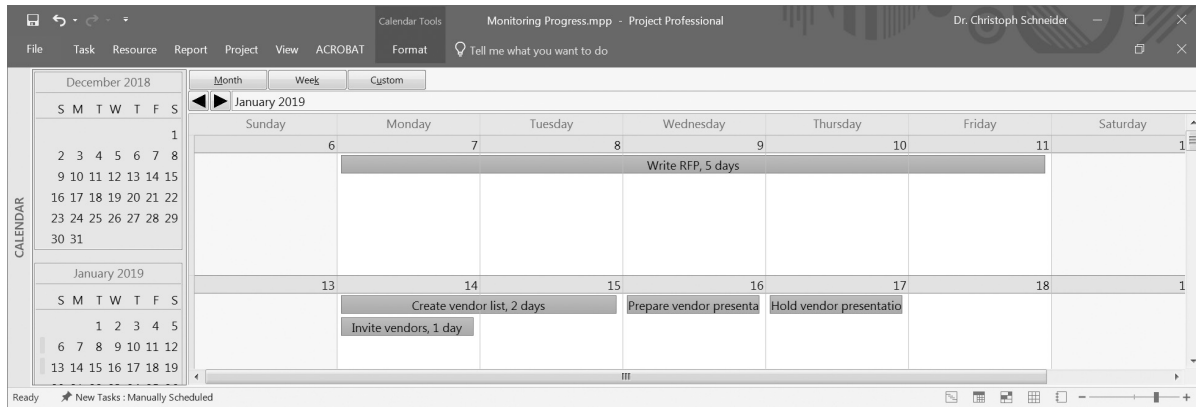 Calendar Tools Monitoring Progress.mpp - Project Professional Dr. Christoph Schneider
File Task Resource Report Project View ACROBAT Format Tell me what you want to do
CALENDAR
December 2018
S M T W T F S
1
2 3 4 5 6 7 8
9 10 11 12 13 14 15
16 17 18 19 20 21 22
23 24 25 26 27 28 29
30 31
January 2019
S M T W T F S
1 2 3 4 5
6 7 8 9 10 11 12
13 14 15 16 17 18 19
Month Week Custom
January 2019
Sunday Monday Tuesday Wednesday Thursday Friday Saturday
6 7 8 9 10 11 1
Write RFP, 5 days
13 14 15 16 17 18 1
Create vendor list, 2 days Prepare vendor presenta Hold vendor presentatio
Invite vendors, 1 day
Ready New Tasks : Manually Scheduled